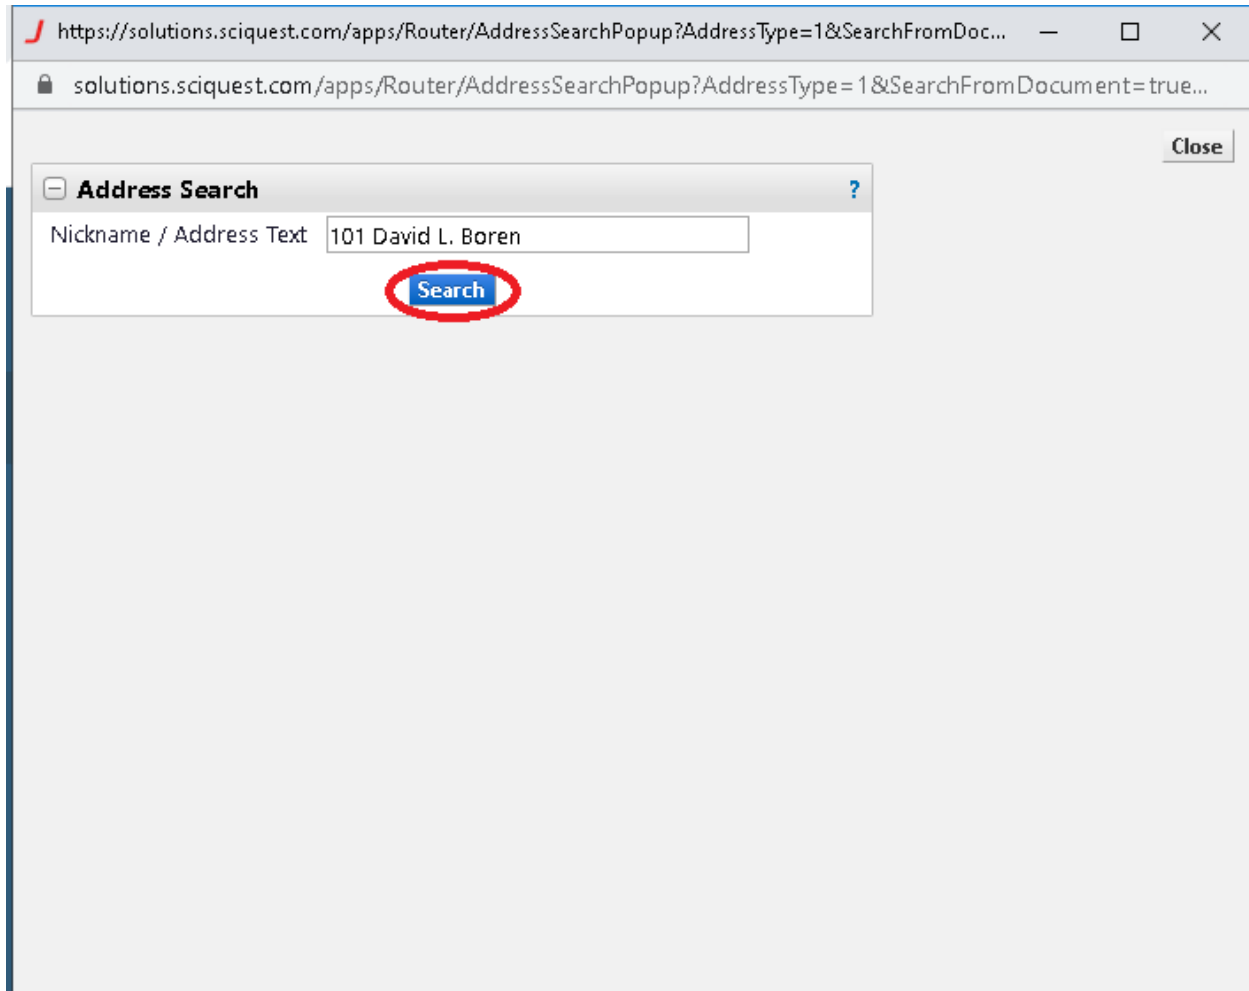 https://solutions.sciquest.com/apps/Router/AddressSearchPopup?AddressType=1&SearchFromDoc...
solutions.sciquest.com/apps/Router/AddressSearchPopup?AddressType=1&SearchFromDocument=true...
Close
Address Search ?
Nickname / Address Text 101 David L. Boren
Search